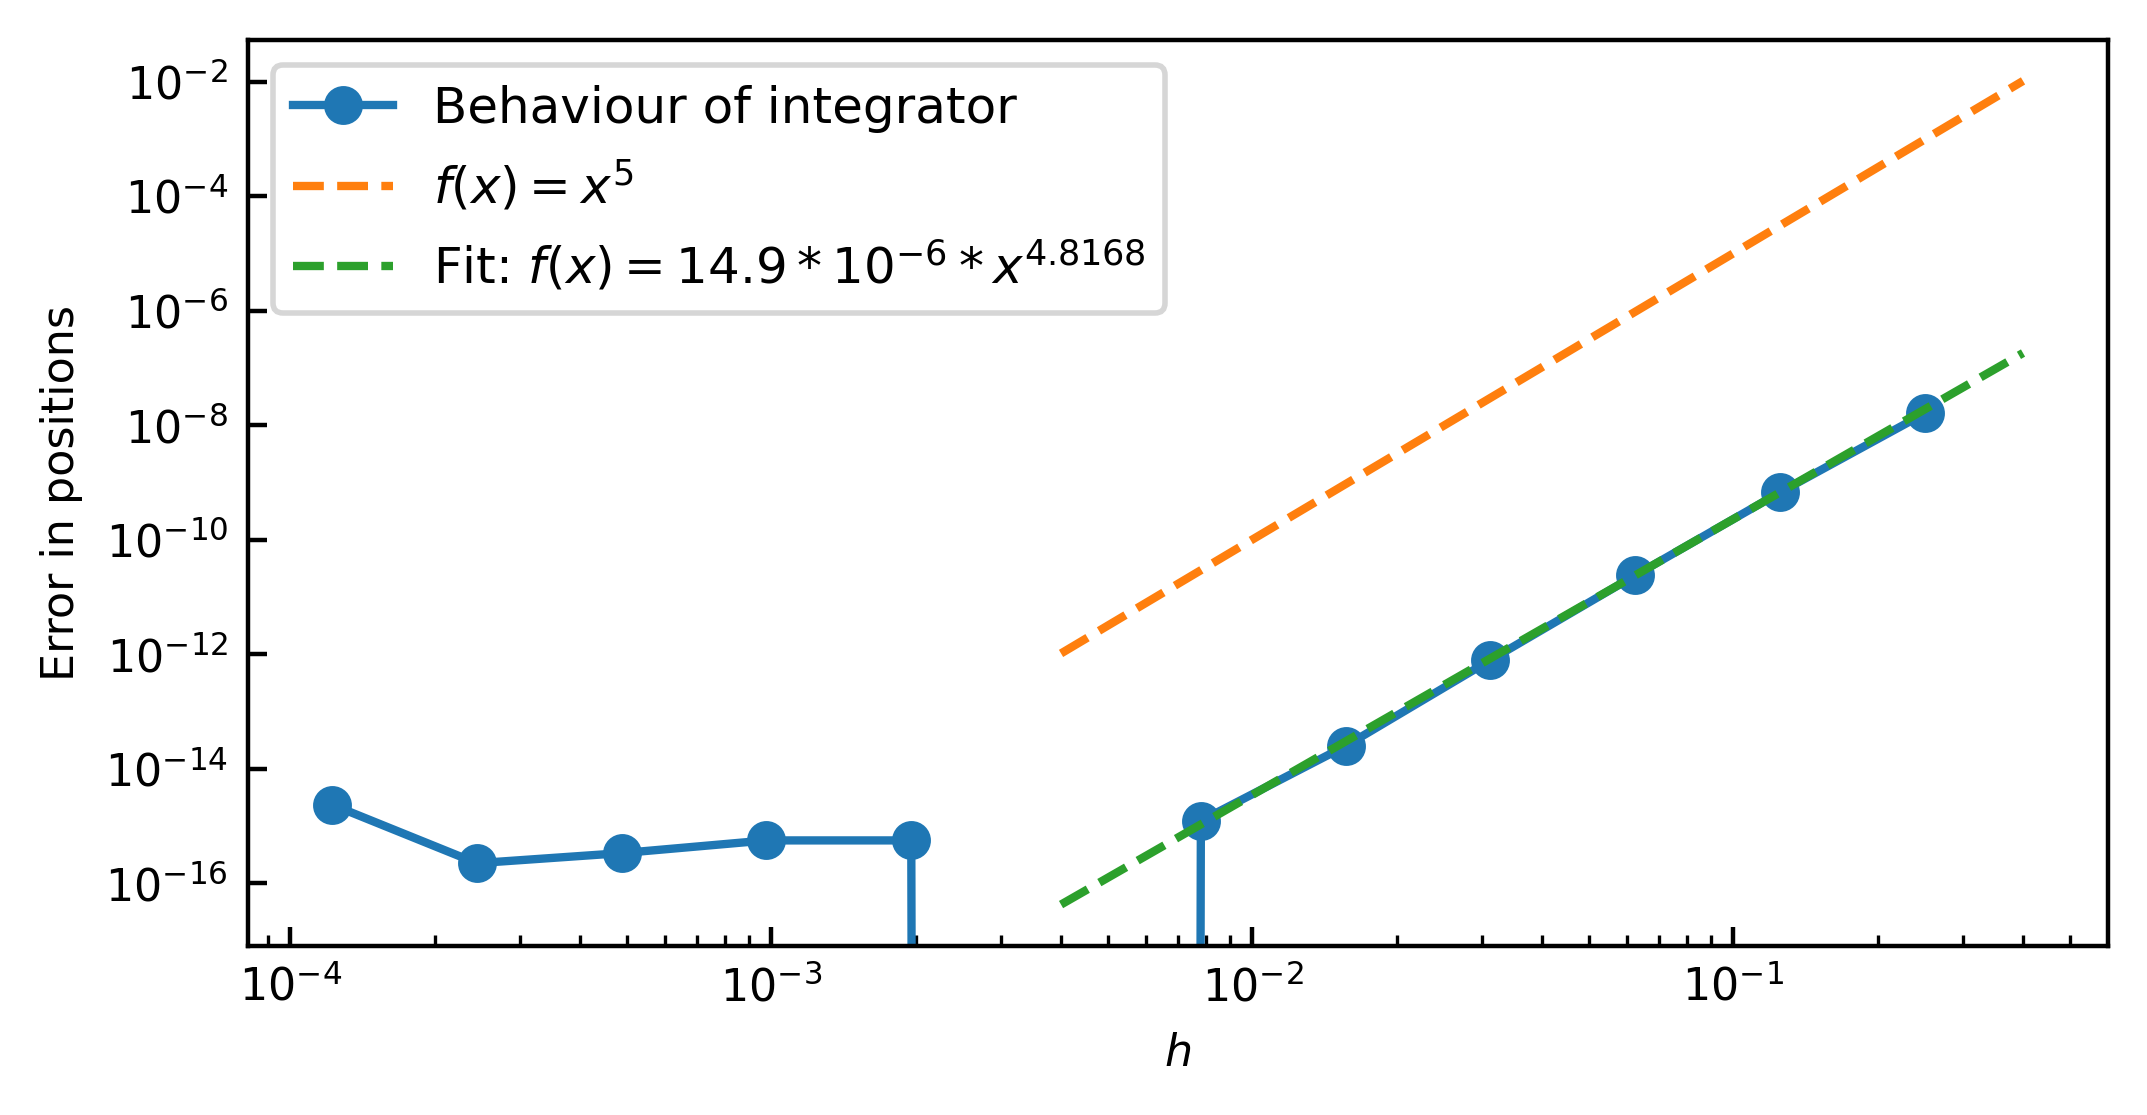 Behaviour of integrator
f(x) = x^5
Fit: f(x) = 14.9 * 10^{-6} * x^{4.8168}
Error in positions
10^{-2}
10^{-4}
10^{-6}
10^{-8}
10^{-10}
10^{-12}
10^{-14}
10^{-16}
10^{-4} 10^{-3} 10^{-2} 10^{-1}
h